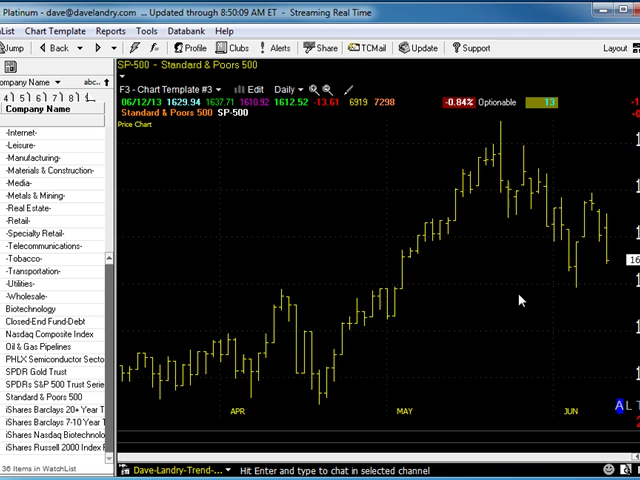 Platinum - dave@davelandry.com ... Updated through 8:50:09 AM ET - Streaming Real Time
List Chart Template Reports Tools Databank Help
Jump Back Profile Clubs Alerts Share TCMail Update Support Layout
SP-500 - Standard & Poors 500
Company Name abc..
F3 - Chart Template #3 Edit Daily
4 5 6 7 8
06/12/13 1629.94 1637.71 1610.92 1612.52 -13.61 6919 7298 -0.84% Optionable 13
Company Name
Standard & Poors 500 SP-500
Price Chart
-Internet-
-Leisure-
-Manufacturing-
-Materials & Construction-
-Media-
-Metals & Mining-
-Real Estate-
-Retail-
-Specialty Retail-
-Telecommunications-
-Tobacco-
-Transportation-
-Utilities-
-Wholesale-
Biotechnology
Closed-End Fund-Debt
Nasdaq Composite Index
Oil & Gas Pipelines
PHLX Semiconductor Secto
SPDR Gold Trust
SPDRs S&P 500 Trust Serie
Standard & Poors 500
iShares Barclays 20+ Year T
iShares Barclays 7-10 Year T
iShares Nasdaq Biotechnolo
iShares Russell 2000 Index F
APR MAY JUN
36 Items in WatchList
Dave-Landry-Trend-... Hit Enter and type to chat in selected channel